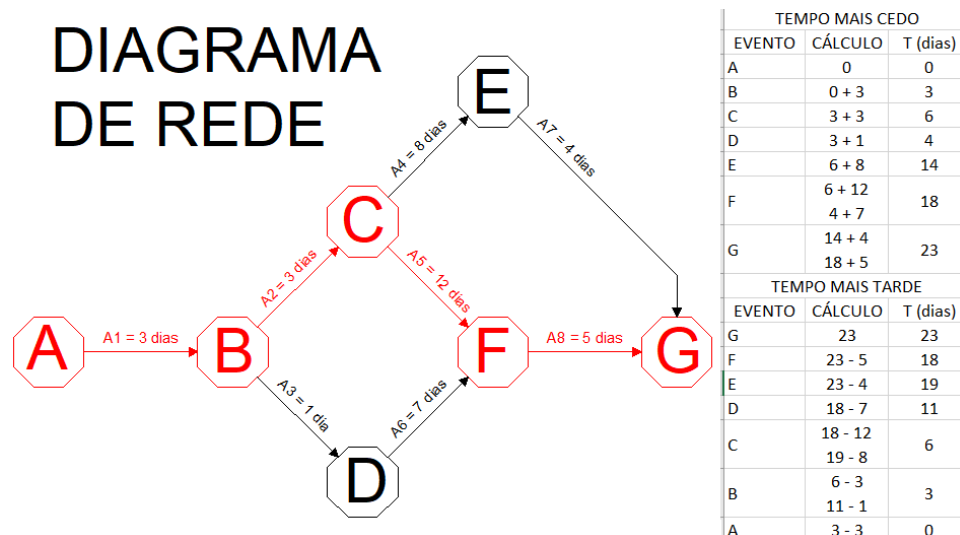 DIAGRAMA
DE REDE
E
A4 = 8 dias
A7 = 4 dias
C
A2 = 3 dias
A5 = 12 dias
A
A1 = 3 dias
B
F
A8 = 5 dias
G
A3 = 1 dia
A6 = 7 dias
D
TEMPO MAIS CEDO
EVENTO CÁLCULO T (dias)
A 0 0
B 0 + 3 3
C 3 + 3 6
D 3 + 1 4
E 6 + 8 14
F 6 + 12 18
4 + 7
G 14 + 4 23
18 + 5
TEMPO MAIS TARDE
EVENTO CÁLCULO T (dias)
G 23 23
F 23 - 5 18
E 23 - 4 19
D 18 - 7 11
C 18 - 12 6
19 - 8
B 6 - 3 3
11 - 1
A 3 - 3 0